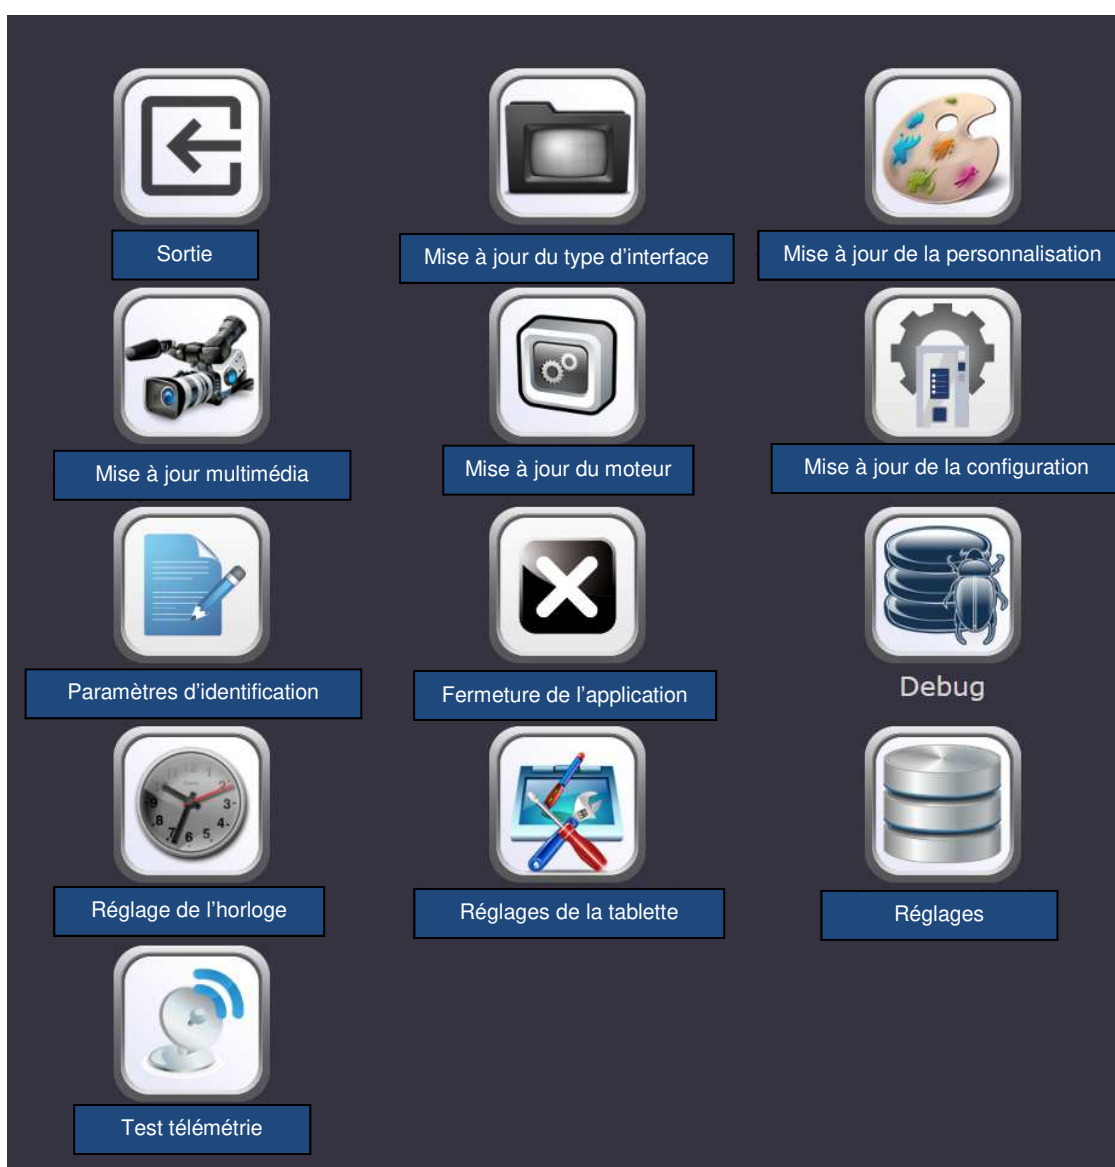 Sortie
Mise à jour du type d’interface
Mise à jour de la personnalisation
Mise à jour multimédia
Mise à jour du moteur
Mise à jour de la configuration
Paramètres d’identification
Fermeture de l’application
Debug
Réglage de l’horloge
Réglages de la tablette
Réglages
Test télémétrie